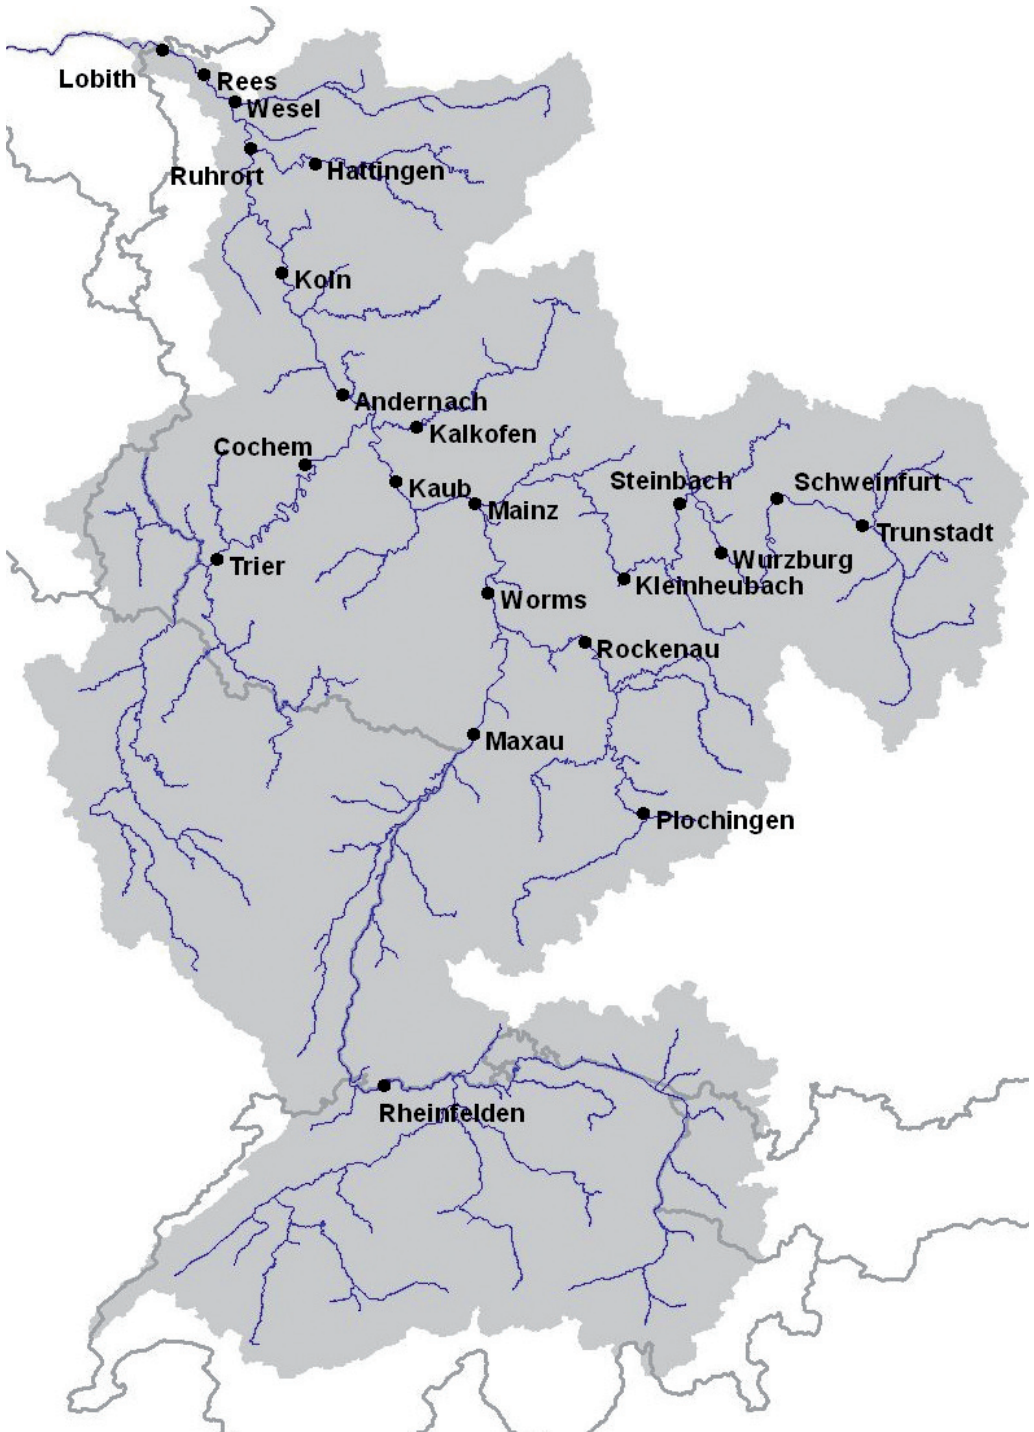 Lobith
Rees
Wesel
Ruhrort
Hattingen
Koln
Andernach
Kalkofen
Cochem
Kaub
Mainz
Steinbach
Schweinfurt
Trunstadt
Trier
Wurzburg
Kleinheubach
Worms
Rockenau
Maxau
Plochingen
Rheinfelden